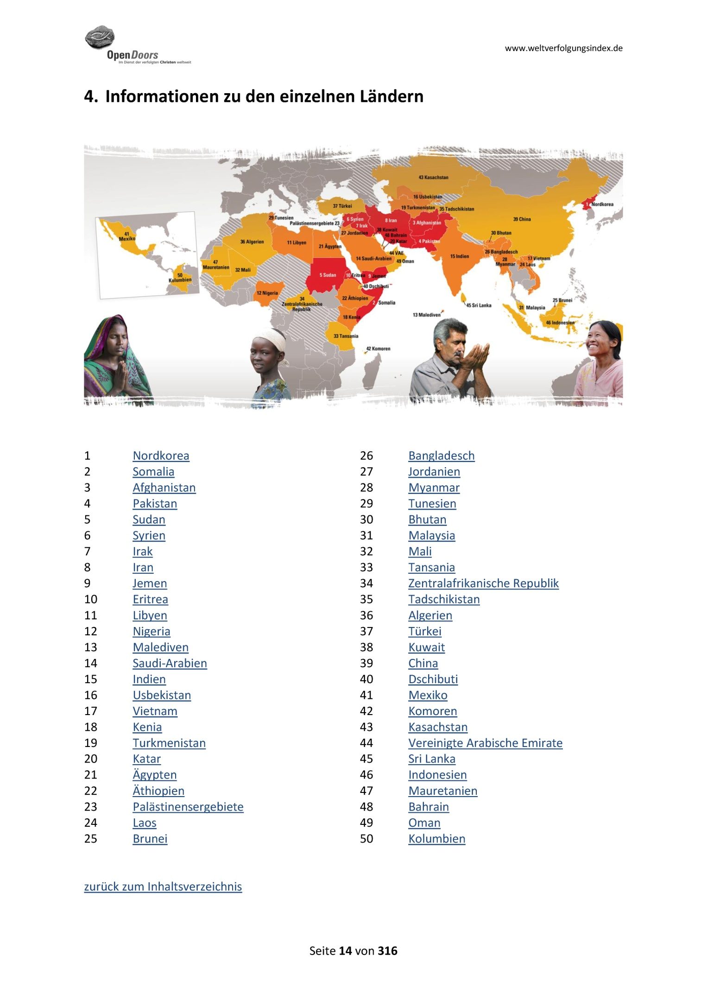 OpenDoors
Im Dienst der verfolgten Christen weltweit
www.weltverfolgungsindex.de
4. Informationen zu den einzelnen Ländern
43 Kasachstan
16 Usbekistan
1 Nordkorea
37 Türkei
19 Turkmenistan
35 Tadschikistan
29 Tunesien
6 Syrien
8 Iran
39 China
Palästinensergebiete 23
7 Irak
3 Afghanistan
38 Kuwait
27 Jordanien
48 Bahrain
30 Bhutan
41
Mexiko
36 Algerien
11 Libyen
21 Ägypten
20 Katar
4 Pakistan
44 VAE
26 Bangladesch
15 Indien
14 Saudi-Arabien
49 Oman
28
Myanmar
17 Vietnam
24 Laos
47
Mauretanien
32 Mali
5 Sudan
10 Eritrea
9 Jemen
50
Kolumbien
40 Dschibuti
12 Nigeria
34
Zentralafrikanische
Republik
22 Äthiopien
2 Somalia
25 Brunei
45 Sri Lanka
31 Malaysia
13 Malediven
18 Kenia
46 Indonesien
33 Tansania
42 Komoren
1 Nordkorea
2 Somalia
3 Afghanistan
4 Pakistan
5 Sudan
6 Syrien
7 Irak
8 Iran
9 Jemen
10 Eritrea
11 Libyen
12 Nigeria
13 Malediven
14 Saudi-Arabien
15 Indien
16 Usbekistan
17 Vietnam
18 Kenia
19 Turkmenistan
20 Katar
21 Ägypten
22 Äthiopien
23 Palästinensergebiete
24 Laos
25 Brunei
26 Bangladesch
27 Jordanien
28 Myanmar
29 Tunesien
30 Bhutan
31 Malaysia
32 Mali
33 Tansania
34 Zentralafrikanische Republik
35 Tadschikistan
36 Algerien
37 Türkei
38 Kuwait
39 China
40 Dschibuti
41 Mexiko
42 Komoren
43 Kasachstan
44 Vereinigte Arabische Emirate
45 Sri Lanka
46 Indonesien
47 Mauretanien
48 Bahrain
49 Oman
50 Kolumbien
zurück zum Inhaltsverzeichnis
Seite 14 von 316